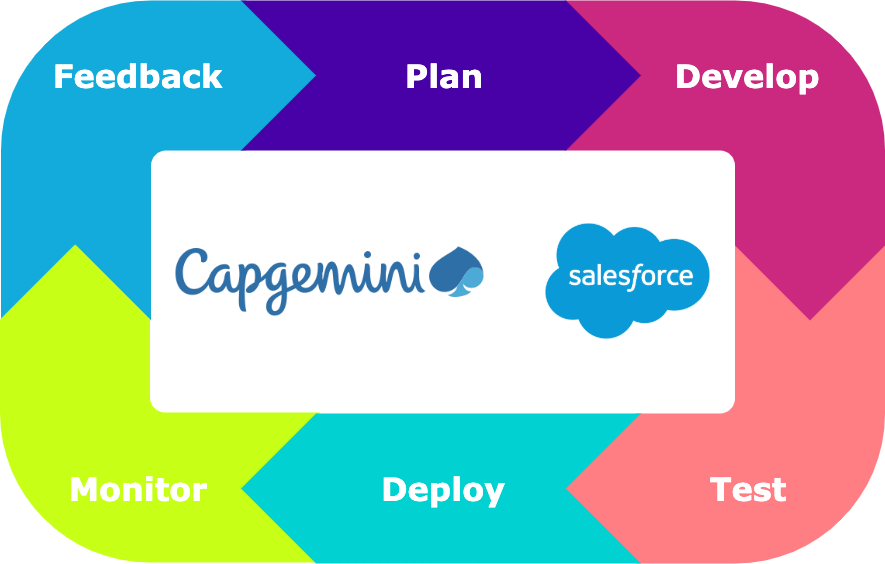 Feedback
Plan
Develop
Capgemini
salesforce
Monitor
Deploy
Test